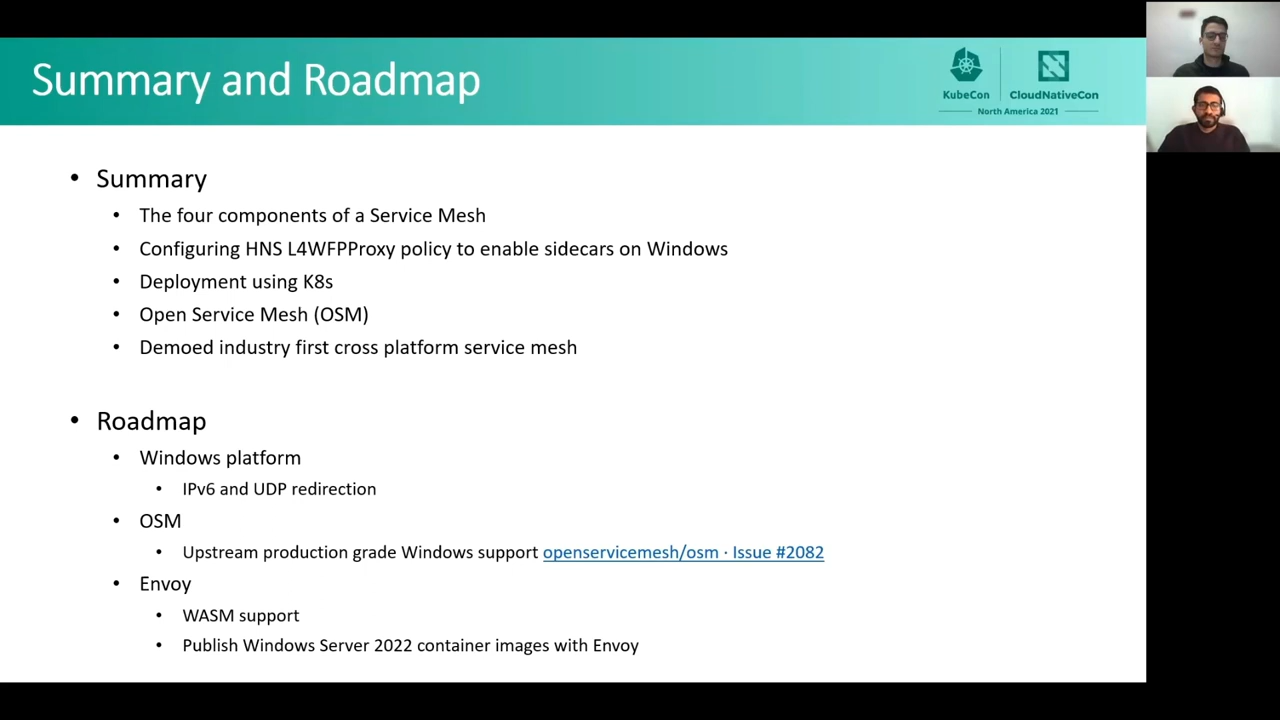 Summary and Roadmap
KubeCon
CloudNativeCon
North America 2021
• Summary
• The four components of a Service Mesh
• Configuring HNS L4WFPProxy policy to enable sidecars on Windows
• Deployment using K8s
• Open Service Mesh (OSM)
• Demoed industry first cross platform service mesh
• Roadmap
• Windows platform
• IPv6 and UDP redirection
• OSM
• Upstream production grade Windows support openservicemesh/osm · Issue #2082
• Envoy
• WASM support
• Publish Windows Server 2022 container images with Envoy